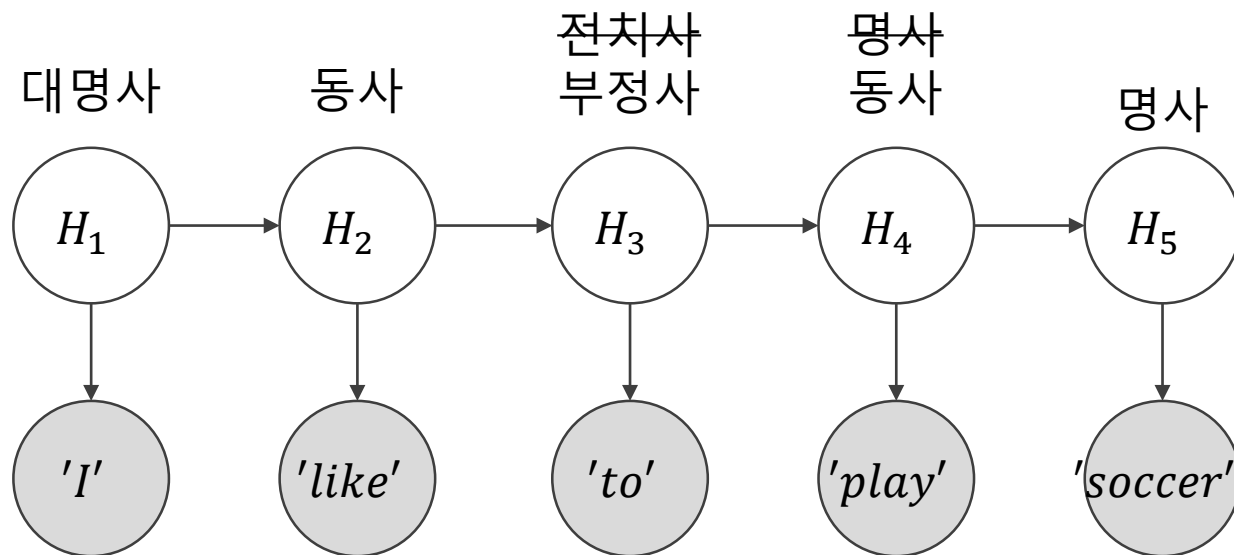 전치사 명사
대명사 동사 부정사 동사 명사
H₁ H₂ H₃ H₄ H₅
'I' 'like' 'to' 'play' 'soccer'